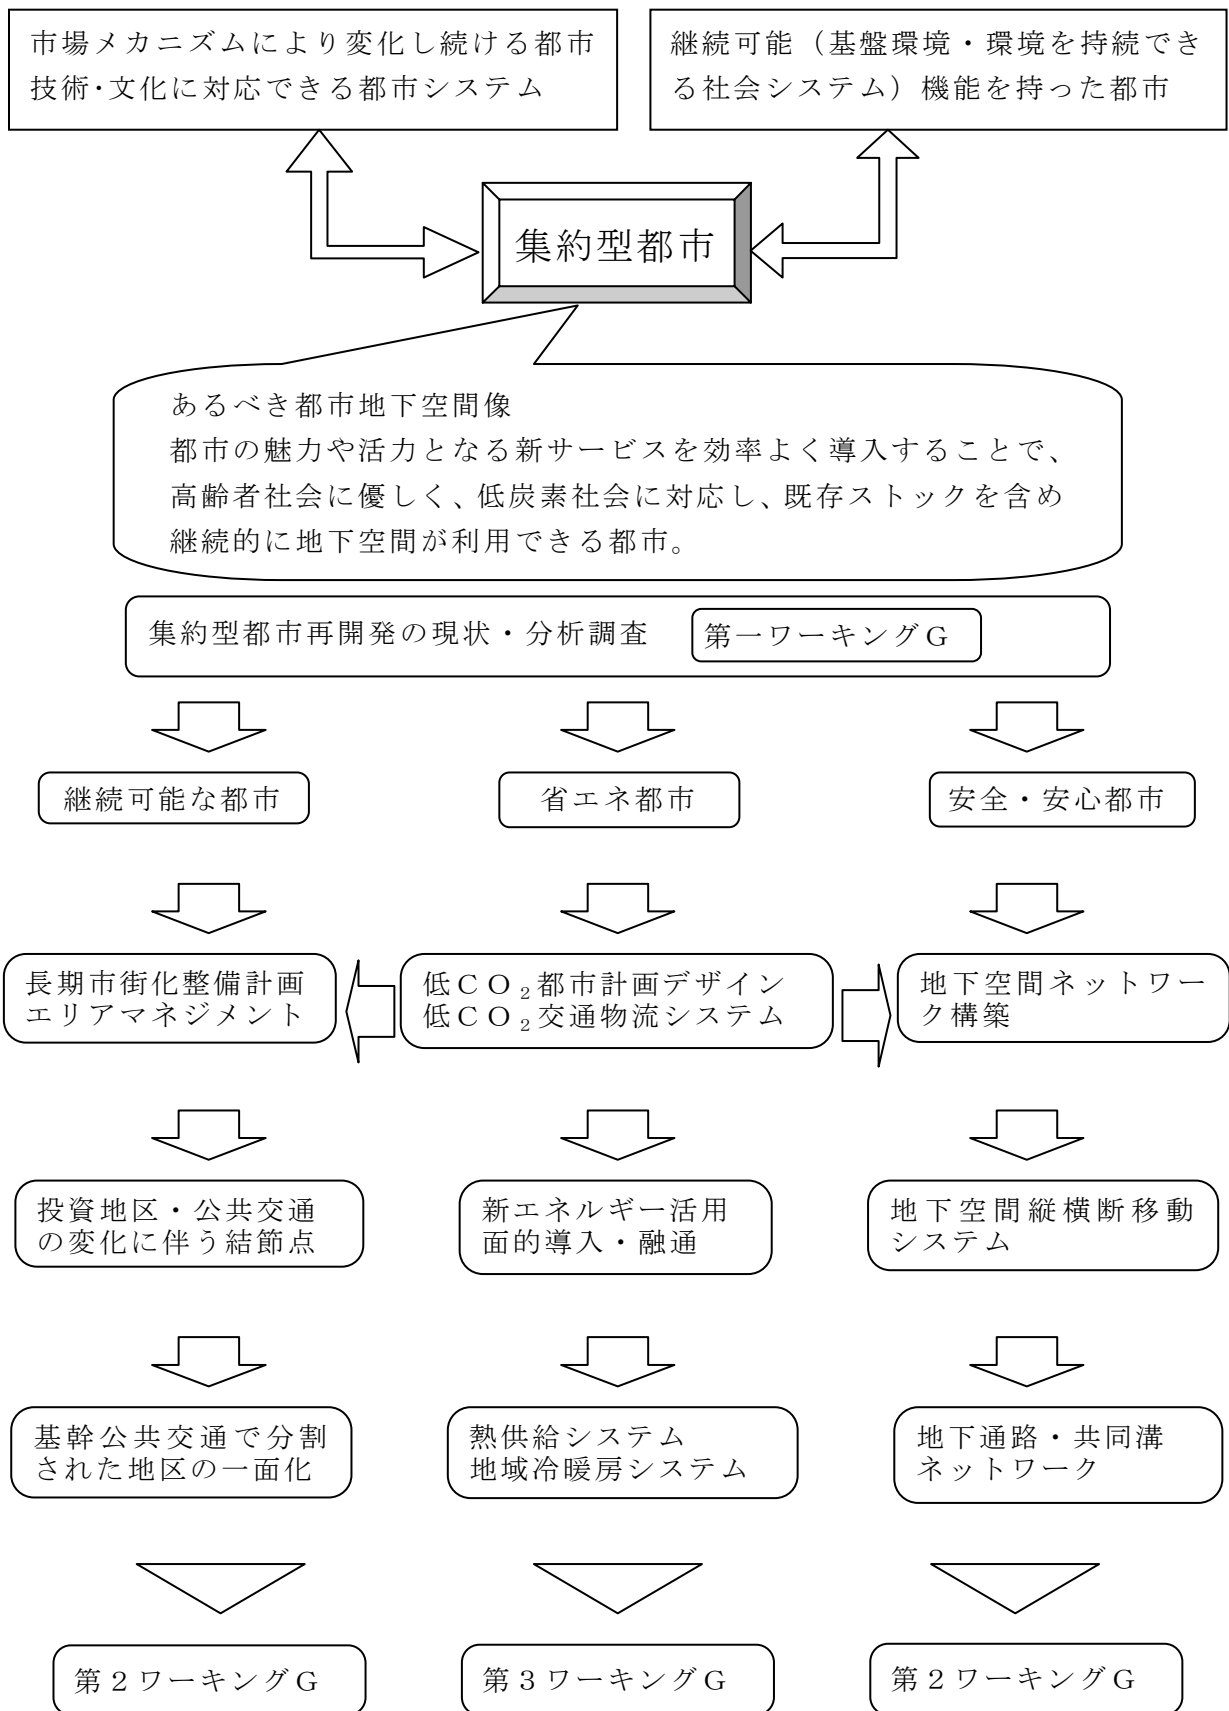 市場メカニズムにより変化し続ける都市
技術・文化に対応できる都市システム
継続可能（基盤環境・環境を持続でき
る社会システム）機能を持った都市
集約型都市
あるべき都市地下空間像
都市の魅力や活力となる新サービスを効率よく導入することで、
高齢者社会に優しく、低炭素社会に対応し、既存ストックを含め
継続的に地下空間が利用できる都市。
集約型都市再開発の現状・分析調査
第一ワーキングG
継続可能な都市
省エネ都市
安全・安心都市
長期市街化整備計画
エリアマネジメント
低CO₂都市計画デザイン
低CO₂交通物流システム
地下空間ネットワー
ク構築
投資地区・公共交通
の変化に伴う結節点
新エネルギー活用
面的導入・融通
地下空間縦横断移動
システム
基幹公共交通で分割
された地区の一面化
熱供給システム
地域冷暖房システム
地下通路・共同溝
ネットワーク
第２ワーキングG
第３ワーキングG
第２ワーキングG